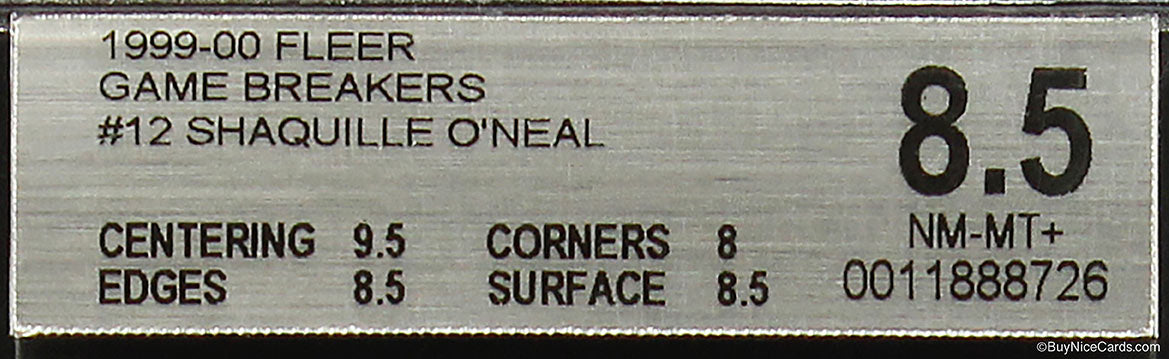 1999-00 FLEER
GAME BREAKERS
#12 SHAQUILLE O'NEAL
8.5
NM-MT+
0011888726
CENTERING 9.5 CORNERS 8
EDGES 8.5 SURFACE 8.5
©BuyNiceCards.com